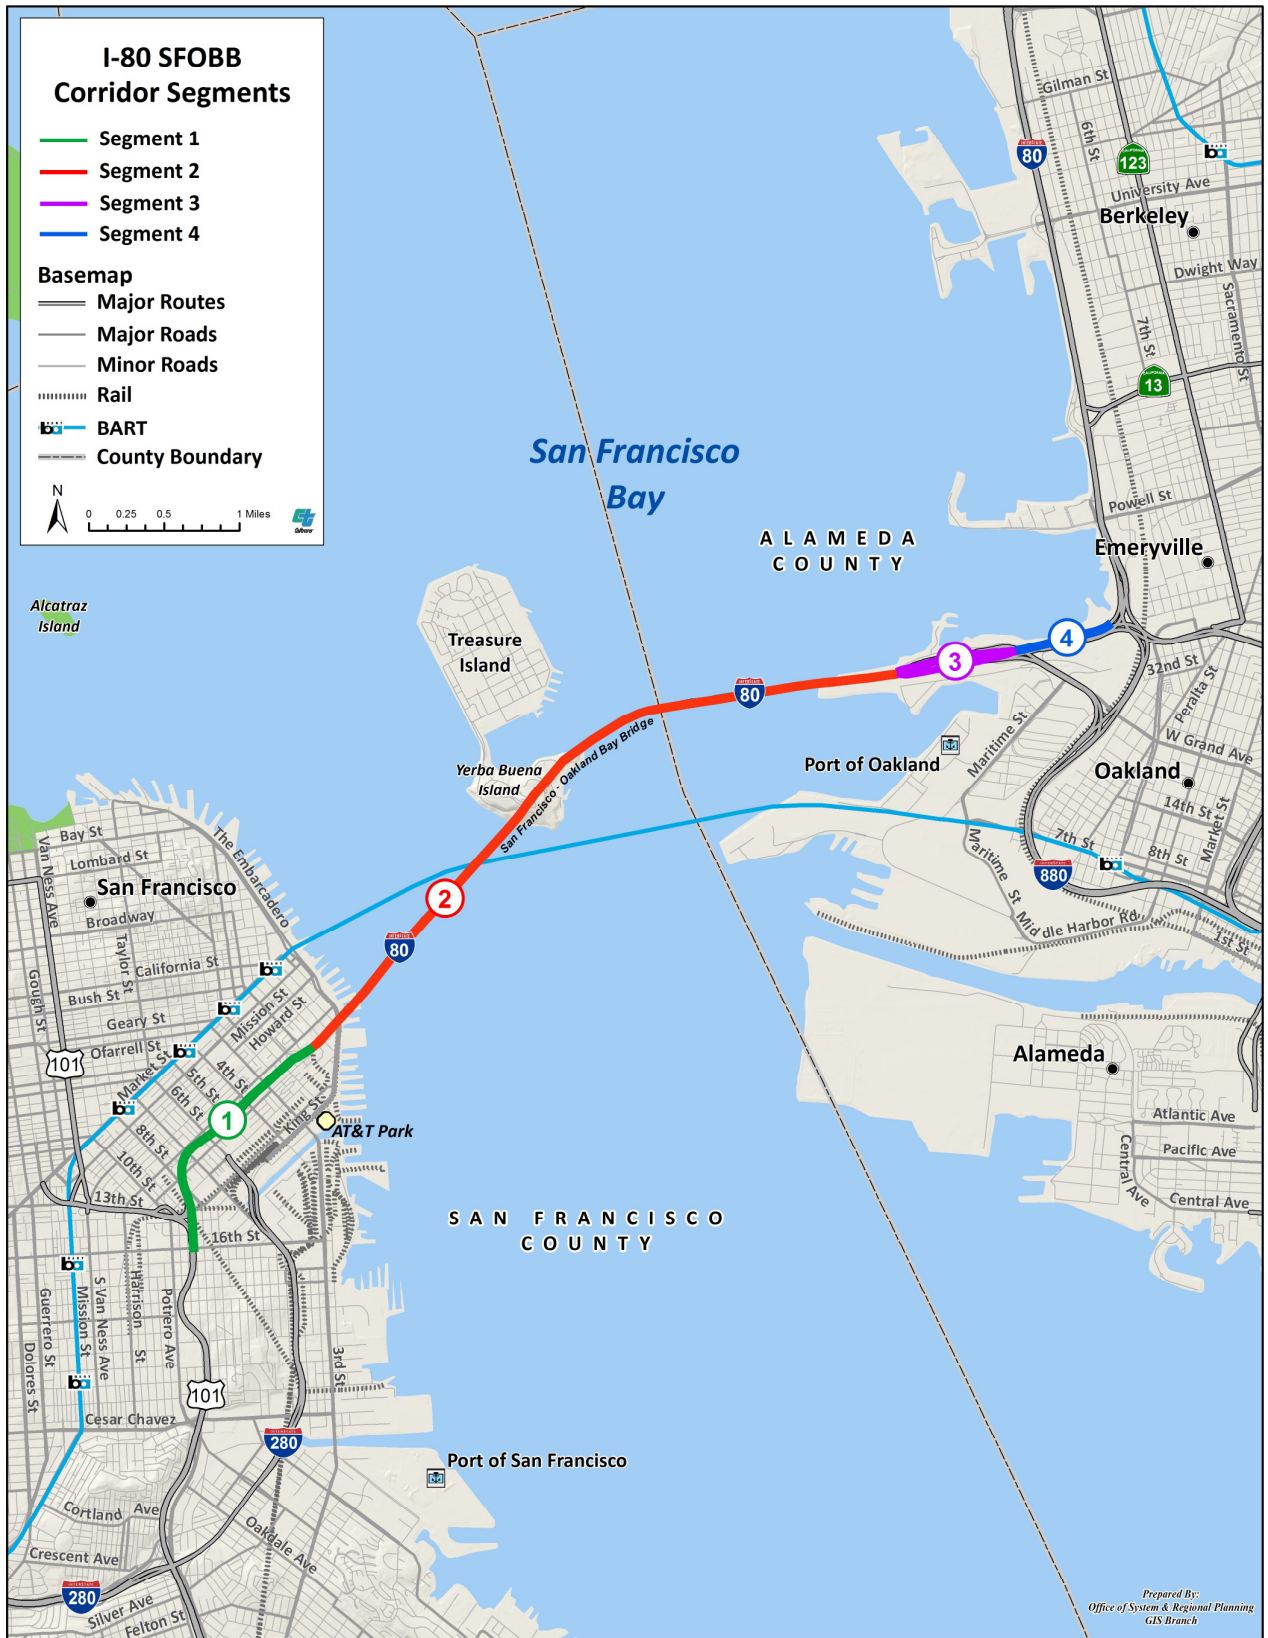 I-80 SFOBB
Corridor Segments
Segment 1
Segment 2
Segment 3
Segment 4
Basemap
Major Routes
Major Roads
Minor Roads
Rail
ba BART
County Boundary
N
0 0.25 0.5 1 Miles
Gilman St
6th St
80
123
University Ave
Berkeley
Dwight Way
Sacramento St
7th St
13
San Francisco
Bay
Powell St
ALAMEDA
COUNTY
Emeryville
Alcatraz
Island
Treasure
Island
3
4
32nd St
Peralta St
80
San Francisco - Oakland Bay Bridge
Maritime St
W Grand Ave
Port of Oakland
Oakland
Yerba Buena
Island
14th St
Market St
7th St
8th St
880
Maritime St
Middle Harbor Rd
1st St
Bay St
Lombard St
The Embarcadero
Van Ness Ave
San Francisco
Broadway
2
80
Taylor St
California St
Gough St
Bush St
Geary St
Mission St
Howard St
Ofarrell St
101
Market St
4th St
5th St
6th St
1
King St
AT&T Park
8th St
10th St
13th St
16th St
Alameda
Atlantic Ave
Pacific Ave
Central Ave
Central Ave
SAN FRANCISCO
COUNTY
Guerrero St
Mission St
S Van Ness Ave
Harrison St
Potrero Ave
Dolores St
3rd St
101
Cesar Chavez
280
Port of San Francisco
Cortland Ave
Oakdale Ave
Crescent Ave
280
Silver Ave
Felton St
Prepared By:
Office of System & Regional Planning
GIS Branch